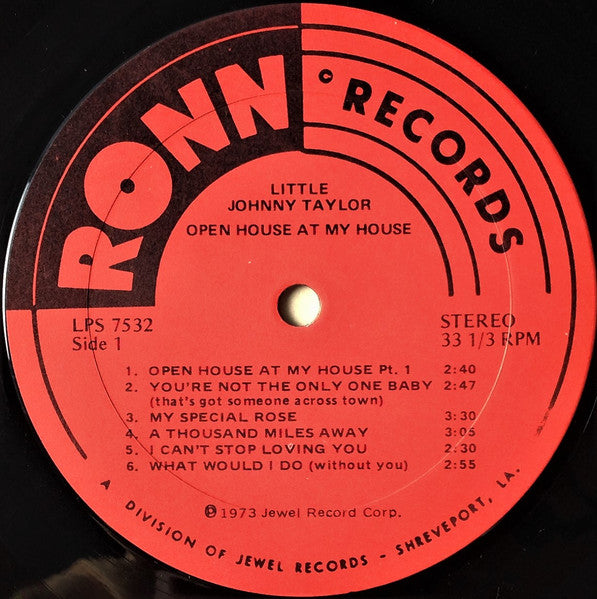 RONN
© RECORDS
LITTLE
JOHNNY TAYLOR
OPEN HOUSE AT MY HOUSE
LPS 7532
Side 1
STEREO
33 1/3 RPM
1. OPEN HOUSE AT MY HOUSE Pt. 1 2:40
2. YOU'RE NOT THE ONLY ONE BABY 2:47
(that's got someone across town)
3. MY SPECIAL ROSE 3:30
4. A THOUSAND MILES AWAY 3:05
5. I CAN'T STOP LOVING YOU 2:30
6. WHAT WOULD I DO (without you) 2:55
℗ 1973 Jewel Record Corp.
A DIVISION OF JEWEL RECORDS - SHREVEPORT, LA.